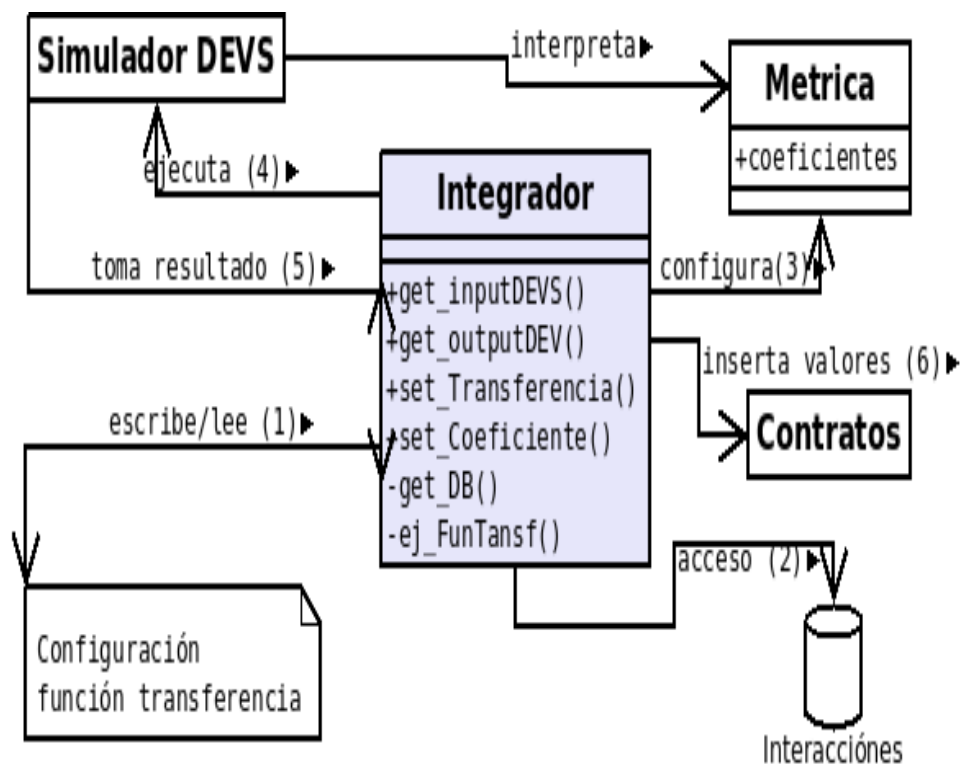 Simulador DEVS
interpreta
Metrica
+coeficientes
ejecuta (4)
Integrador
toma resultado (5)
configura(3)
+get_inputDEVS()
+get_outputDEV()
+set_Transferencia()
+set_Coeficiente()
-get_DB()
-ej_FunTansf()
inserta valores (6)
Contratos
escribe/lee (1)
acceso (2)
Configuración
función transferencia
Interacciónes